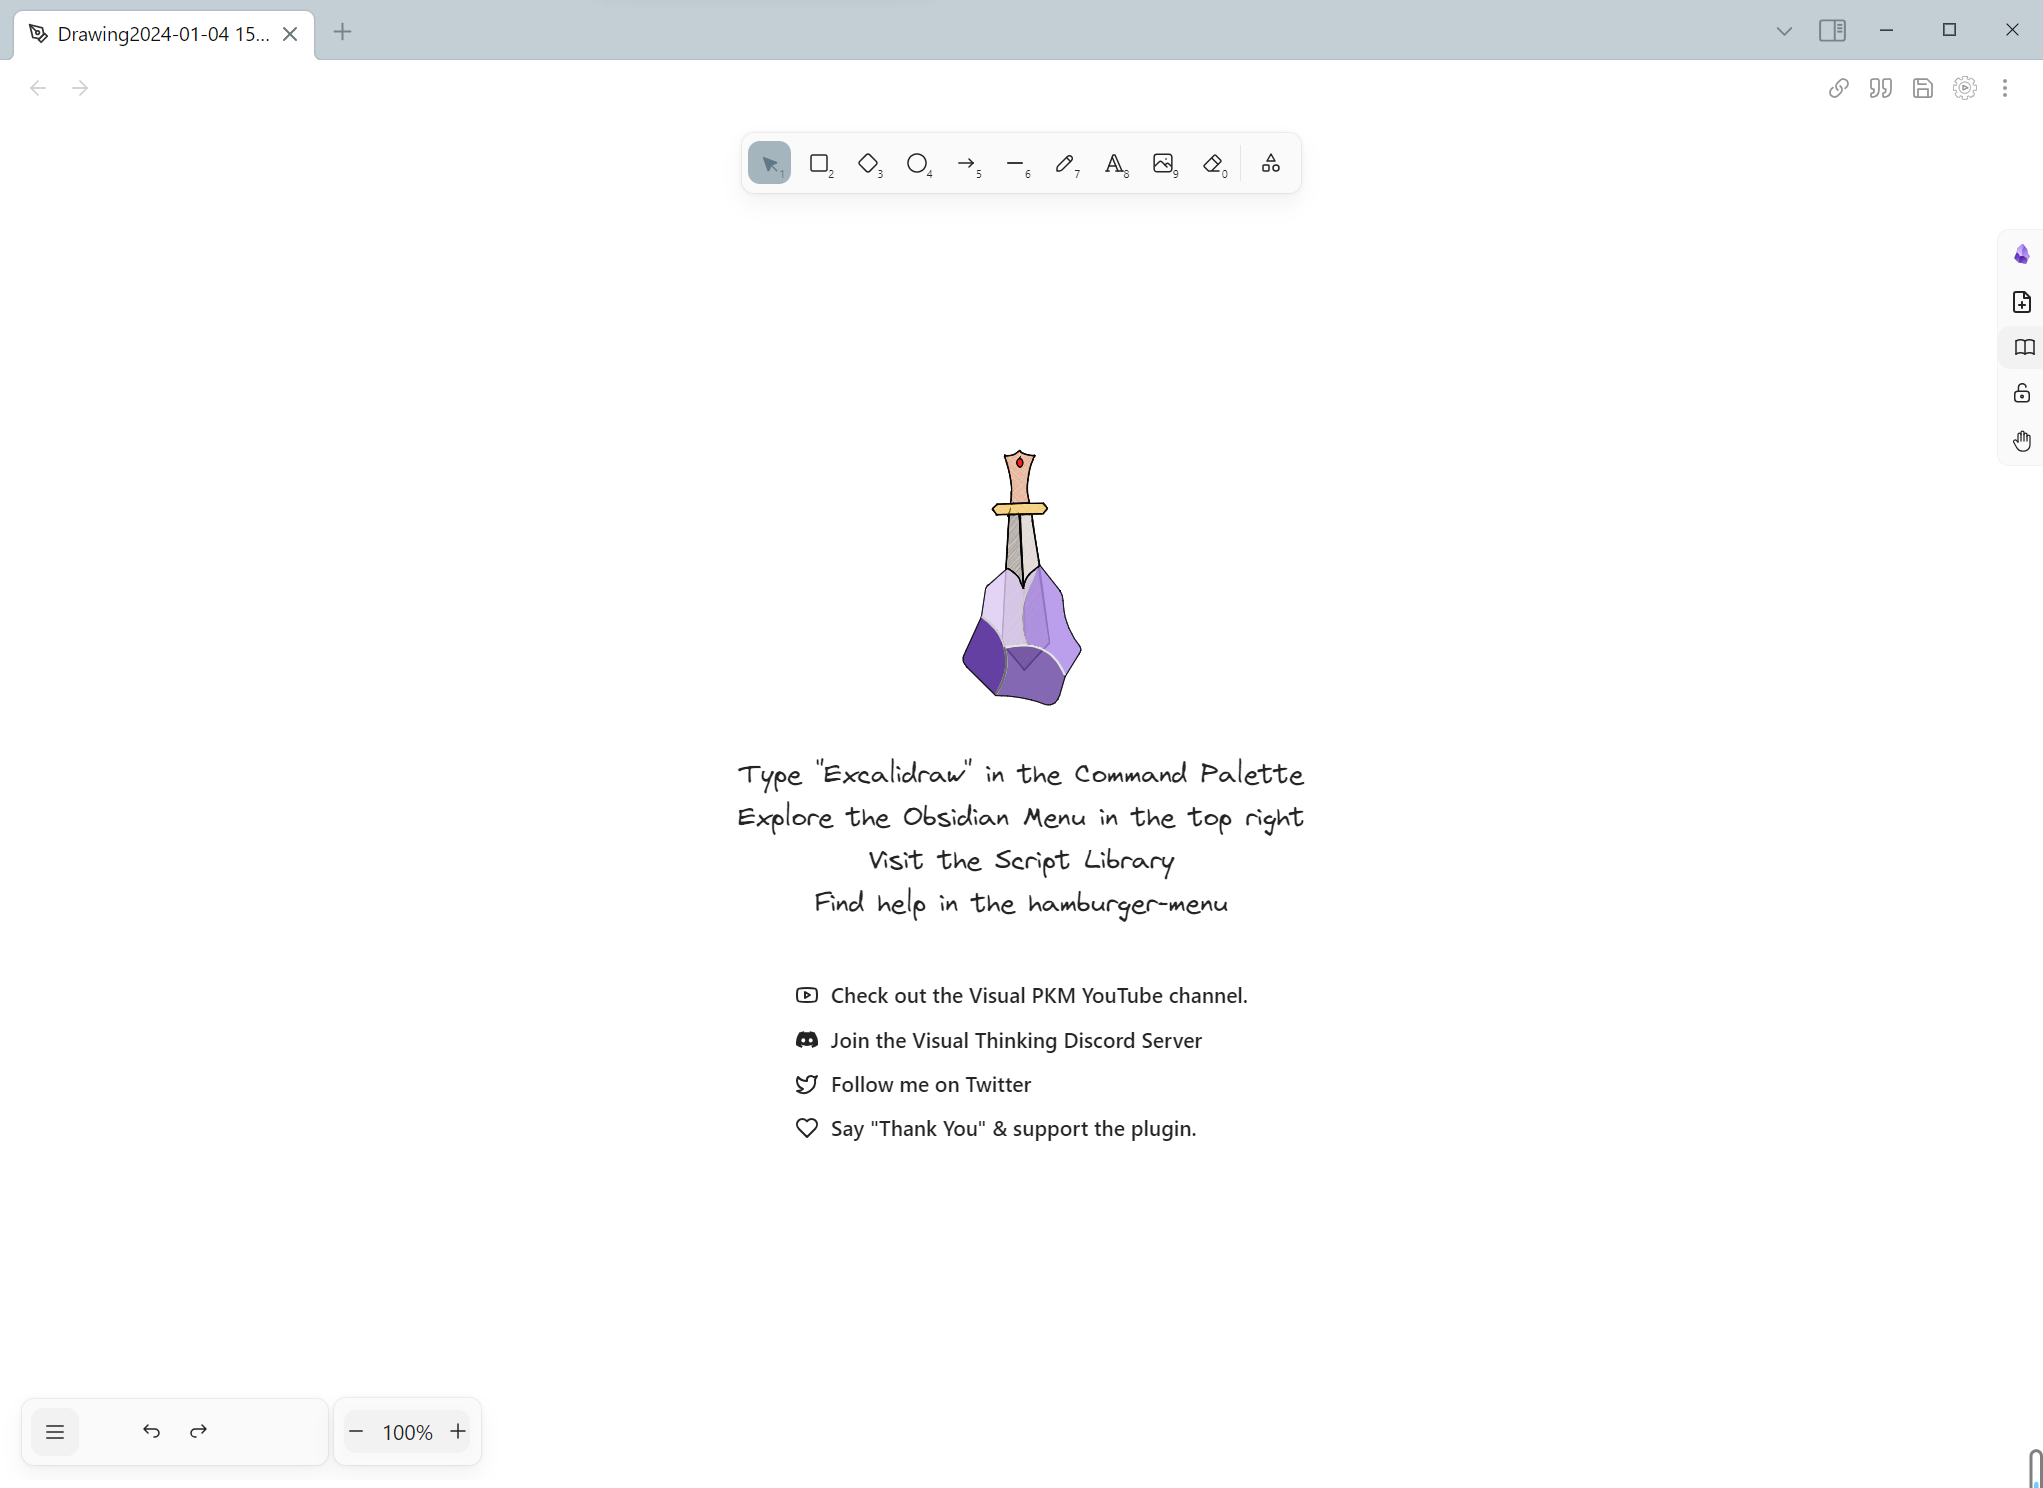 Drawing2024-01-04 15...
1 2 3 4 5 6 7 8 9 0
Type "Excalidraw" in the Command Palette
Explore the Obsidian Menu in the top right
Visit the Script Library
Find help in the hamburger-menu
Check out the Visual PKM YouTube channel.
Join the Visual Thinking Discord Server
Follow me on Twitter
Say "Thank You" & support the plugin.
100%